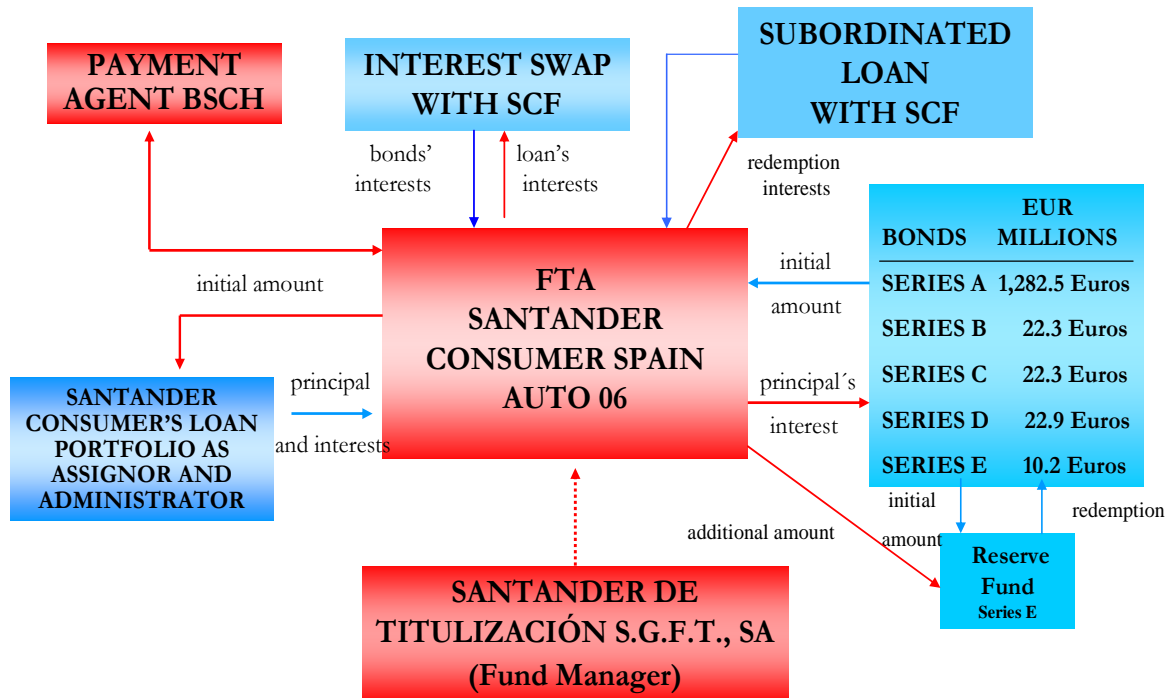 PAYMENT
AGENT BSCH
INTEREST SWAP
WITH SCF
SUBORDINATED
LOAN
WITH SCF
bonds'
interests
loan's
interests
redemption
interests
initial amount
FTA
SANTANDER
CONSUMER SPAIN
AUTO 06
initial
amount
principal´s
interest
EUR
BONDS MILLIONS
SERIES A 1,282.5 Euros
SERIES B 22.3 Euros
SERIES C 22.3 Euros
SERIES D 22.9 Euros
SERIES E 10.2 Euros
SANTANDER
CONSUMER'S LOAN
PORTFOLIO AS
ASSIGNOR AND
ADMINISTRATOR
principal
and interests
additional amount
initial
amount
redemption
Reserve
Fund
Series E
SANTANDER DE
TITULIZACIÓN S.G.F.T., SA
(Fund Manager)